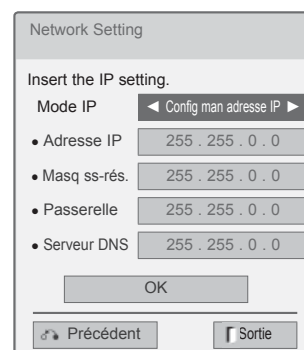 Network Setting
Insert the IP setting.
Mode IP ◄ Config man adresse IP ►
• Adresse IP 255 . 255 . 0 . 0
• Masq ss-rés. 255 . 255 . 0 . 0
• Passerelle 255 . 255 . 0 . 0
• Serveur DNS 255 . 255 . 0 . 0
OK
Précédent Sortie